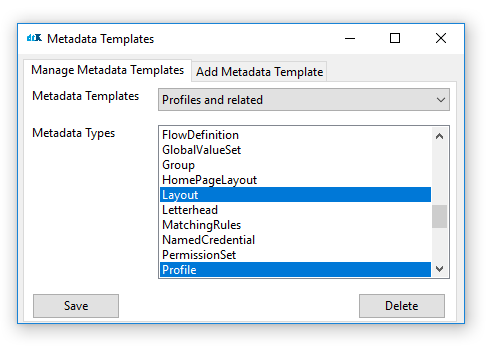 dtK Metadata Templates
Manage Metadata Templates Add Metadata Template
Metadata Templates Profiles and related
Metadata Types
FlowDefinition
GlobalValueSet
Group
HomePageLayout
Layout
Letterhead
MatchingRules
NamedCredential
PermissionSet
Profile
Save Delete